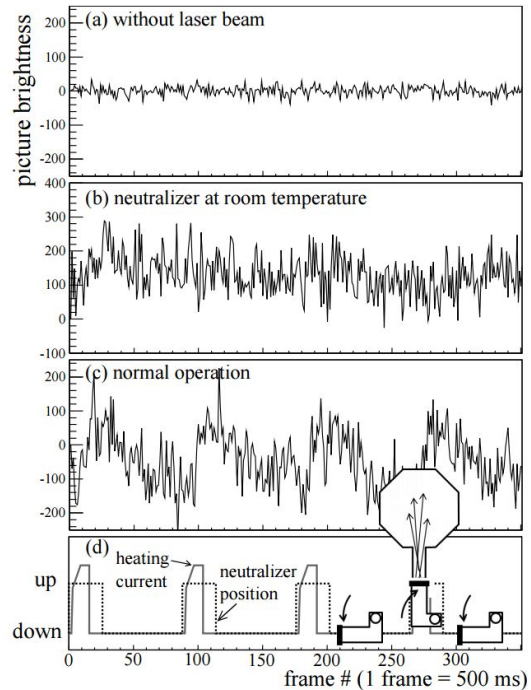 picture brightness
(a) without laser beam
200
100
0
-100
-200
(b) neutralizer at room temperature
400
300
200
100
0
-100
(c) normal operation
200
100
0
-100
-200
(d)
heating
current
neutralizer
position
up
down
0 50 100 150 200 250 300
frame # (1 frame = 500 ms)